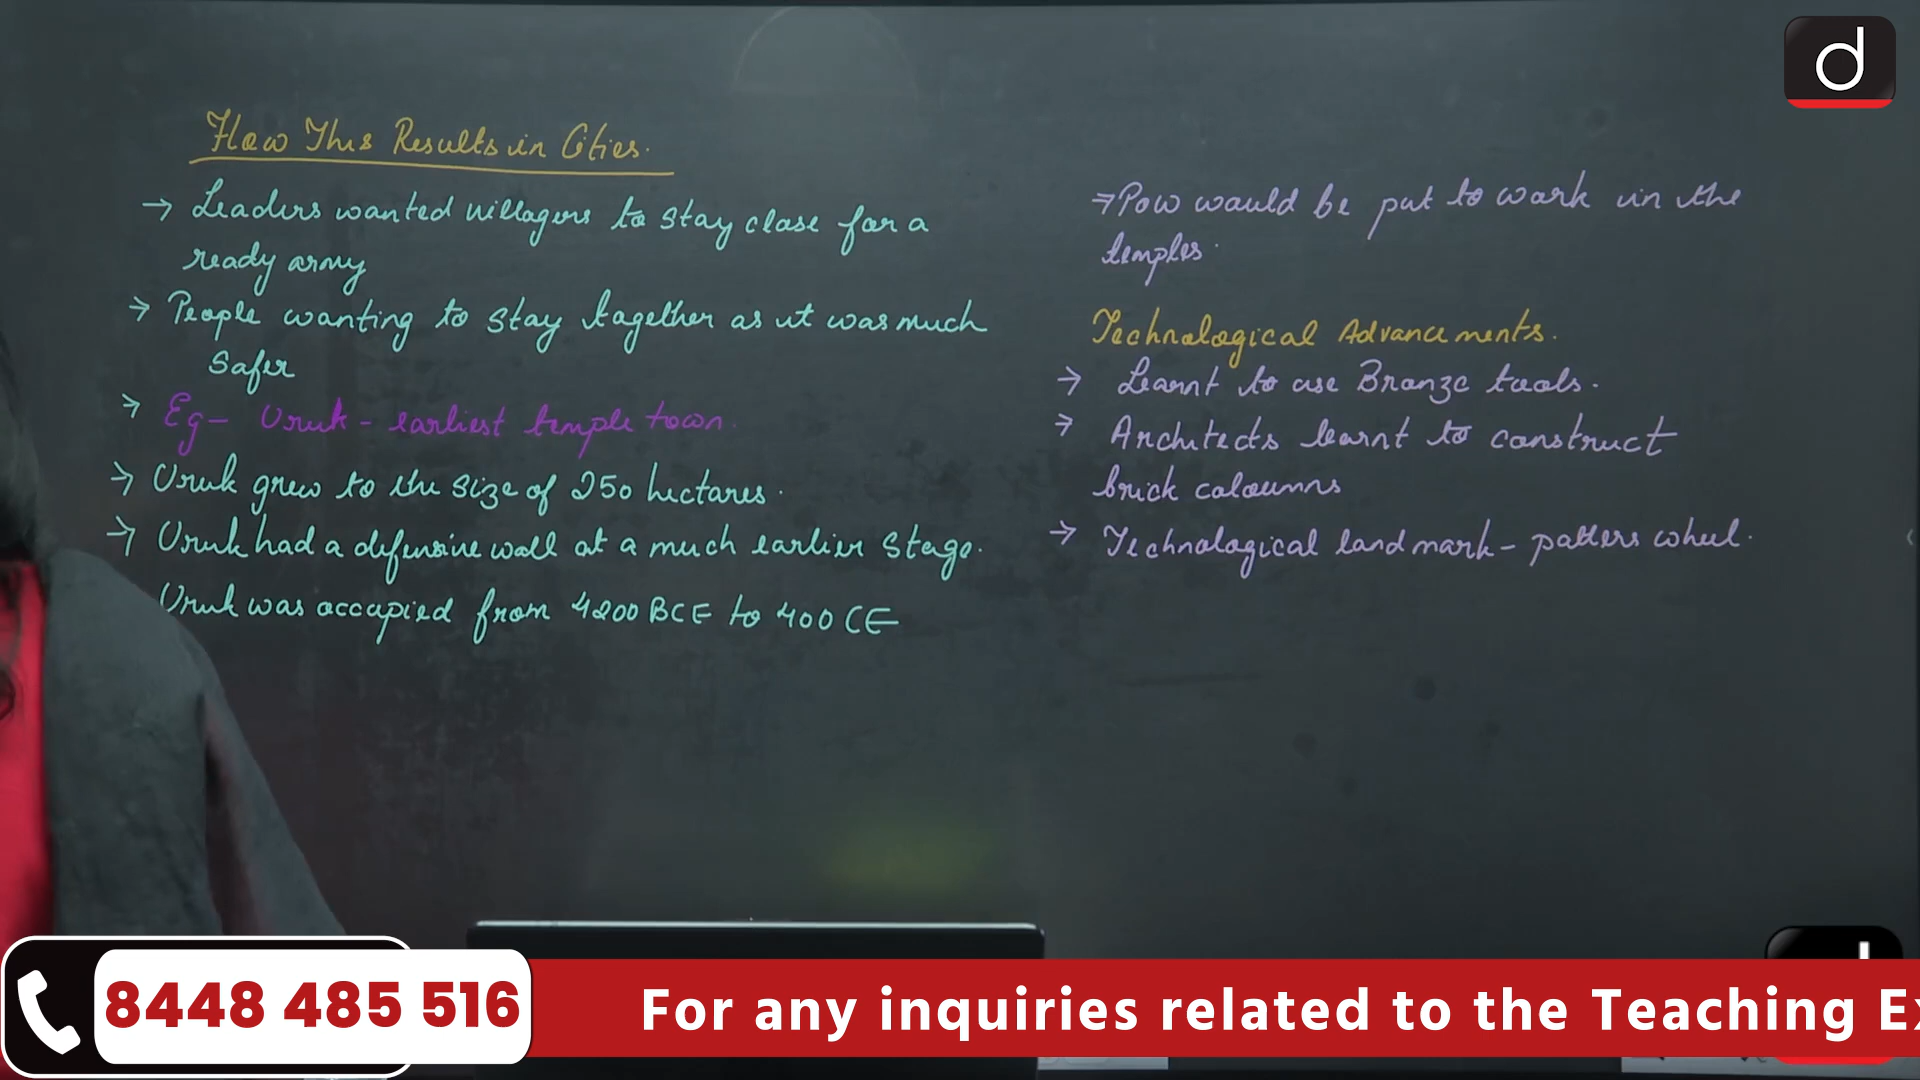 How This Results in Cities.
→ Leaders wanted villagers to stay close for a
ready army
→ People wanting to stay together as it was much
safer
→ Eg- Uruk - earliest temple town.
→ Uruk grew to the size of 250 hectares.
→ Uruk had a defensive wall at a much earlier stage.
Uruk was occupied from 4200 BCE to 400 CE
→ Pow would be put to work in the
temples.
Technological Advancements.
→ Learnt to use Bronze tools.
→ Architects learnt to construct
brick coloumns
→ Technological landmark - potters wheel.
d
8448 485 516
For any inquiries related to the Teaching Ex